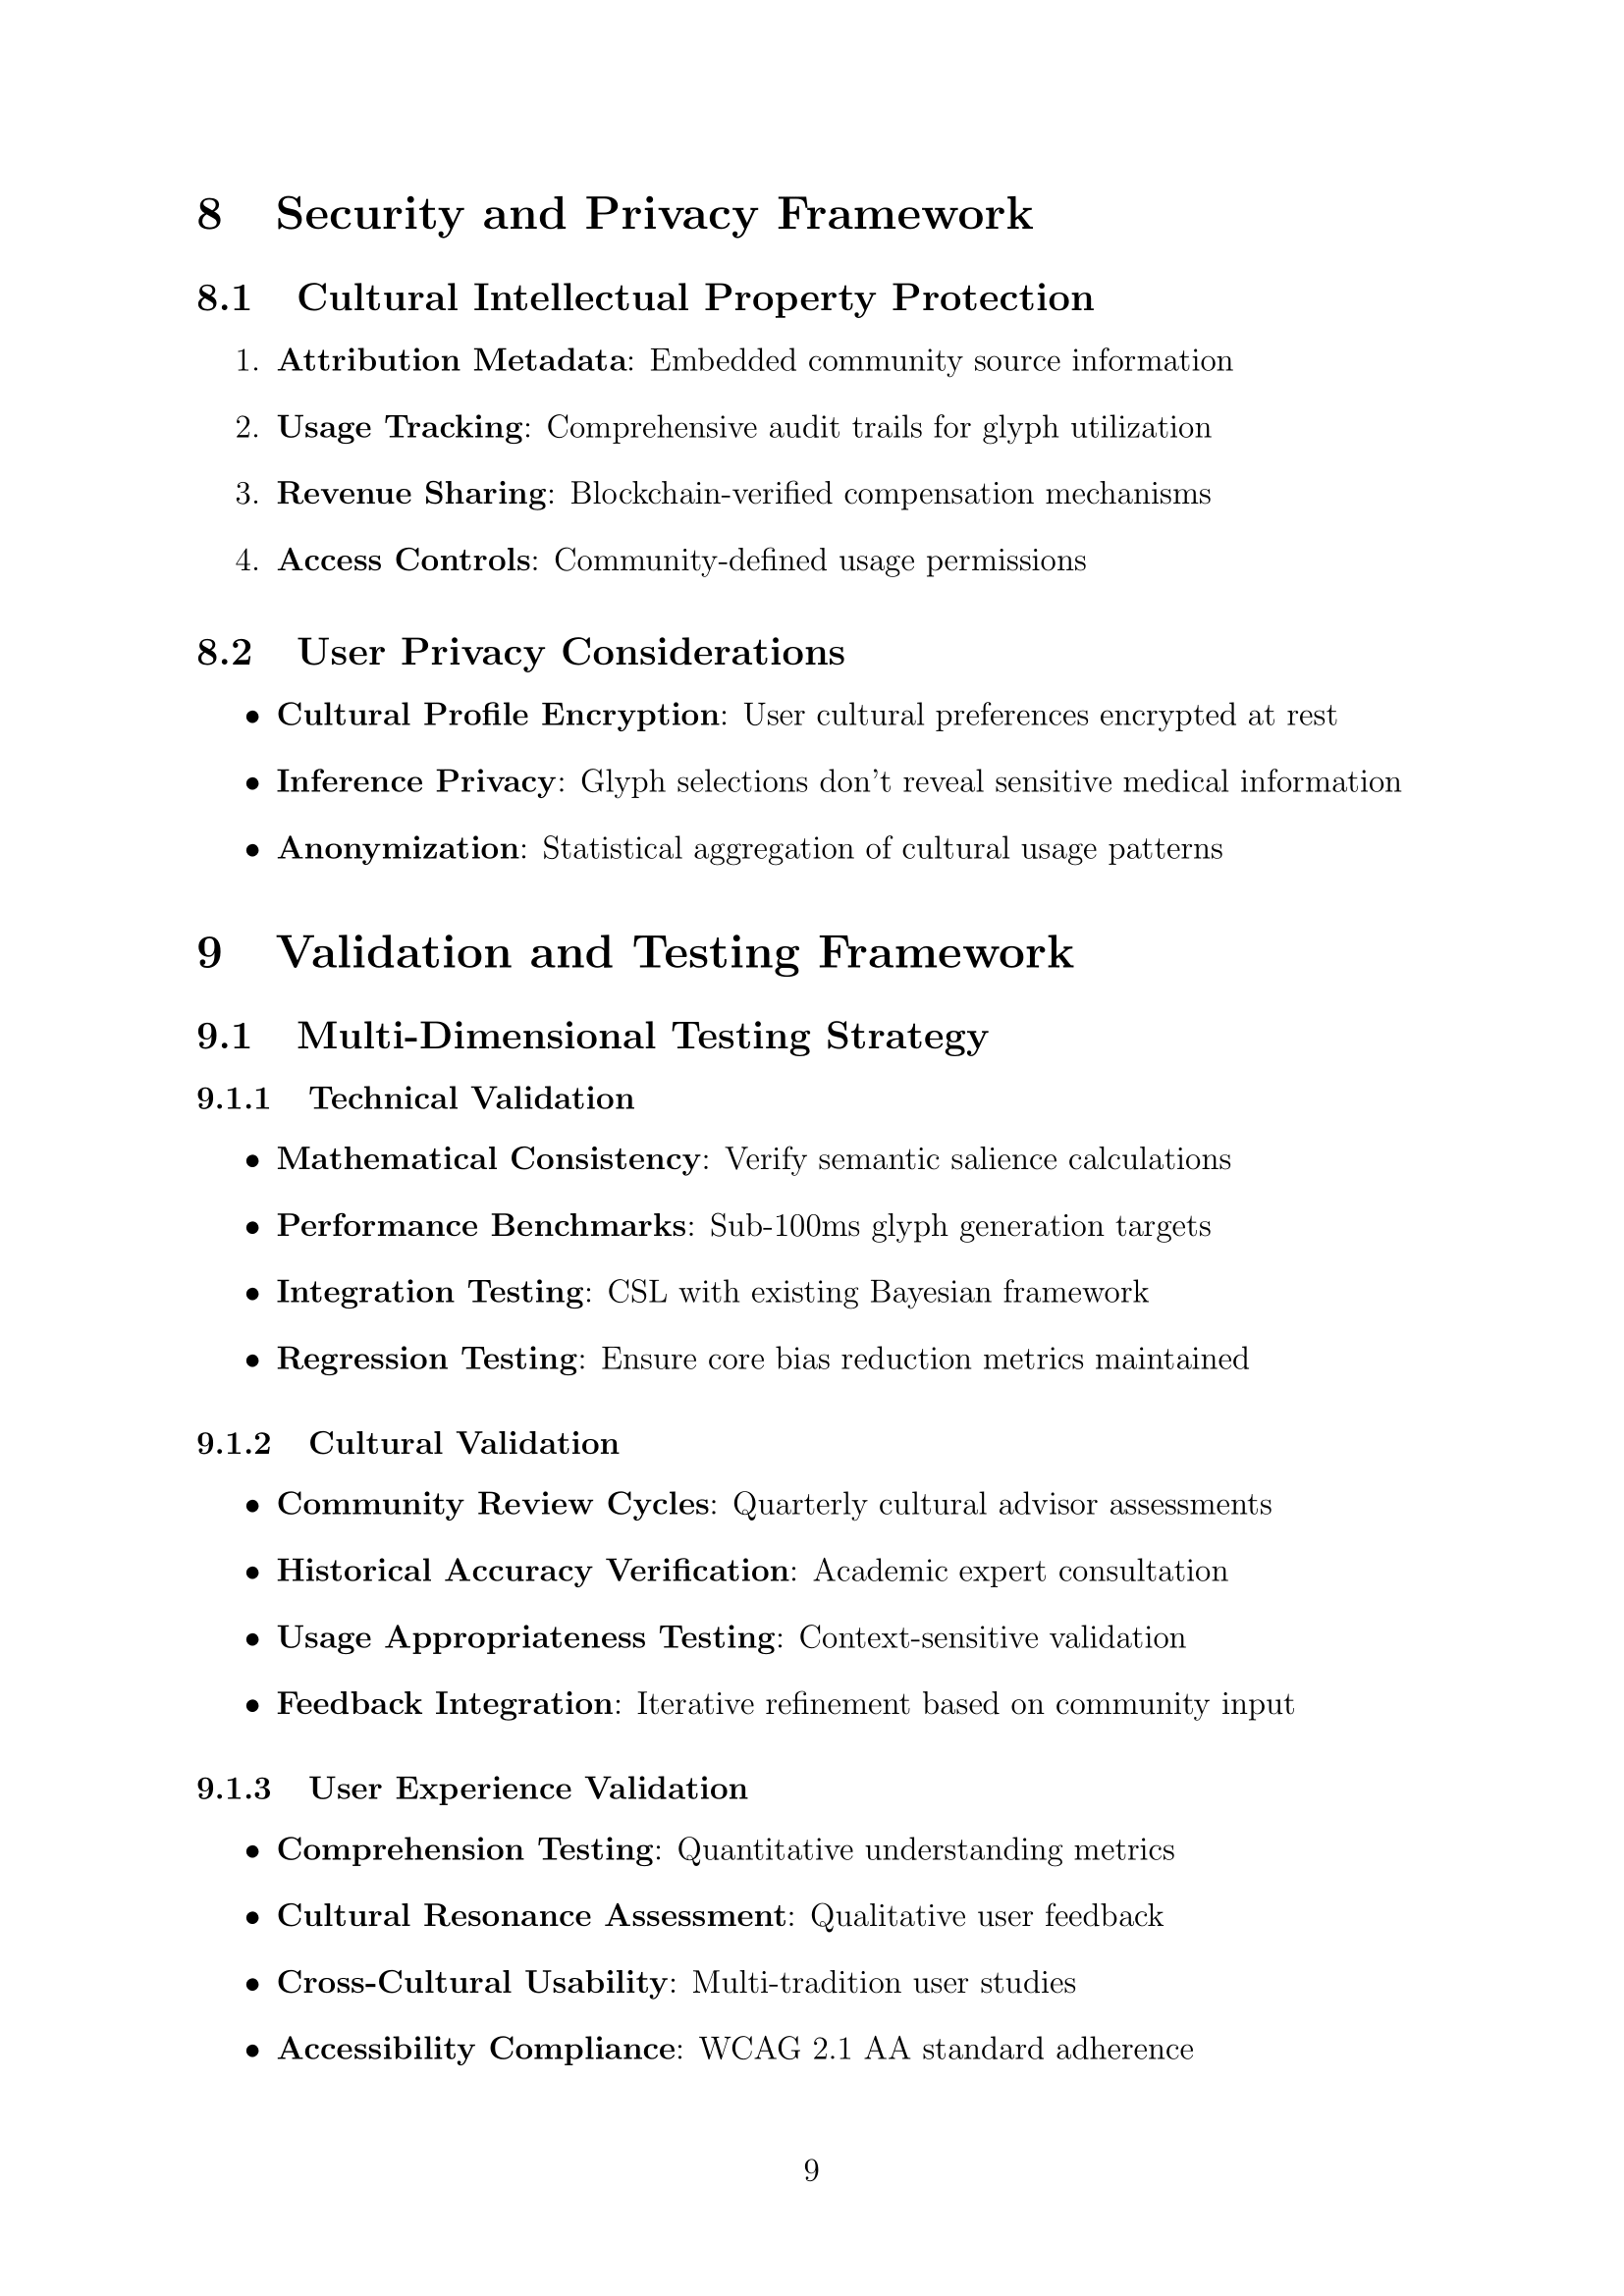 8 Security and Privacy Framework
8.1 Cultural Intellectual Property Protection
1. Attribution Metadata: Embedded community source information
2. Usage Tracking: Comprehensive audit trails for glyph utilization
3. Revenue Sharing: Blockchain-verified compensation mechanisms
4. Access Controls: Community-defined usage permissions
8.2 User Privacy Considerations
• Cultural Profile Encryption: User cultural preferences encrypted at rest
• Inference Privacy: Glyph selections don't reveal sensitive medical information
• Anonymization: Statistical aggregation of cultural usage patterns
9 Validation and Testing Framework
9.1 Multi-Dimensional Testing Strategy
9.1.1 Technical Validation
• Mathematical Consistency: Verify semantic salience calculations
• Performance Benchmarks: Sub-100ms glyph generation targets
• Integration Testing: CSL with existing Bayesian framework
• Regression Testing: Ensure core bias reduction metrics maintained
9.1.2 Cultural Validation
• Community Review Cycles: Quarterly cultural advisor assessments
• Historical Accuracy Verification: Academic expert consultation
• Usage Appropriateness Testing: Context-sensitive validation
• Feedback Integration: Iterative refinement based on community input
9.1.3 User Experience Validation
• Comprehension Testing: Quantitative understanding metrics
• Cultural Resonance Assessment: Qualitative user feedback
• Cross-Cultural Usability: Multi-tradition user studies
• Accessibility Compliance: WCAG 2.1 AA standard adherence
9